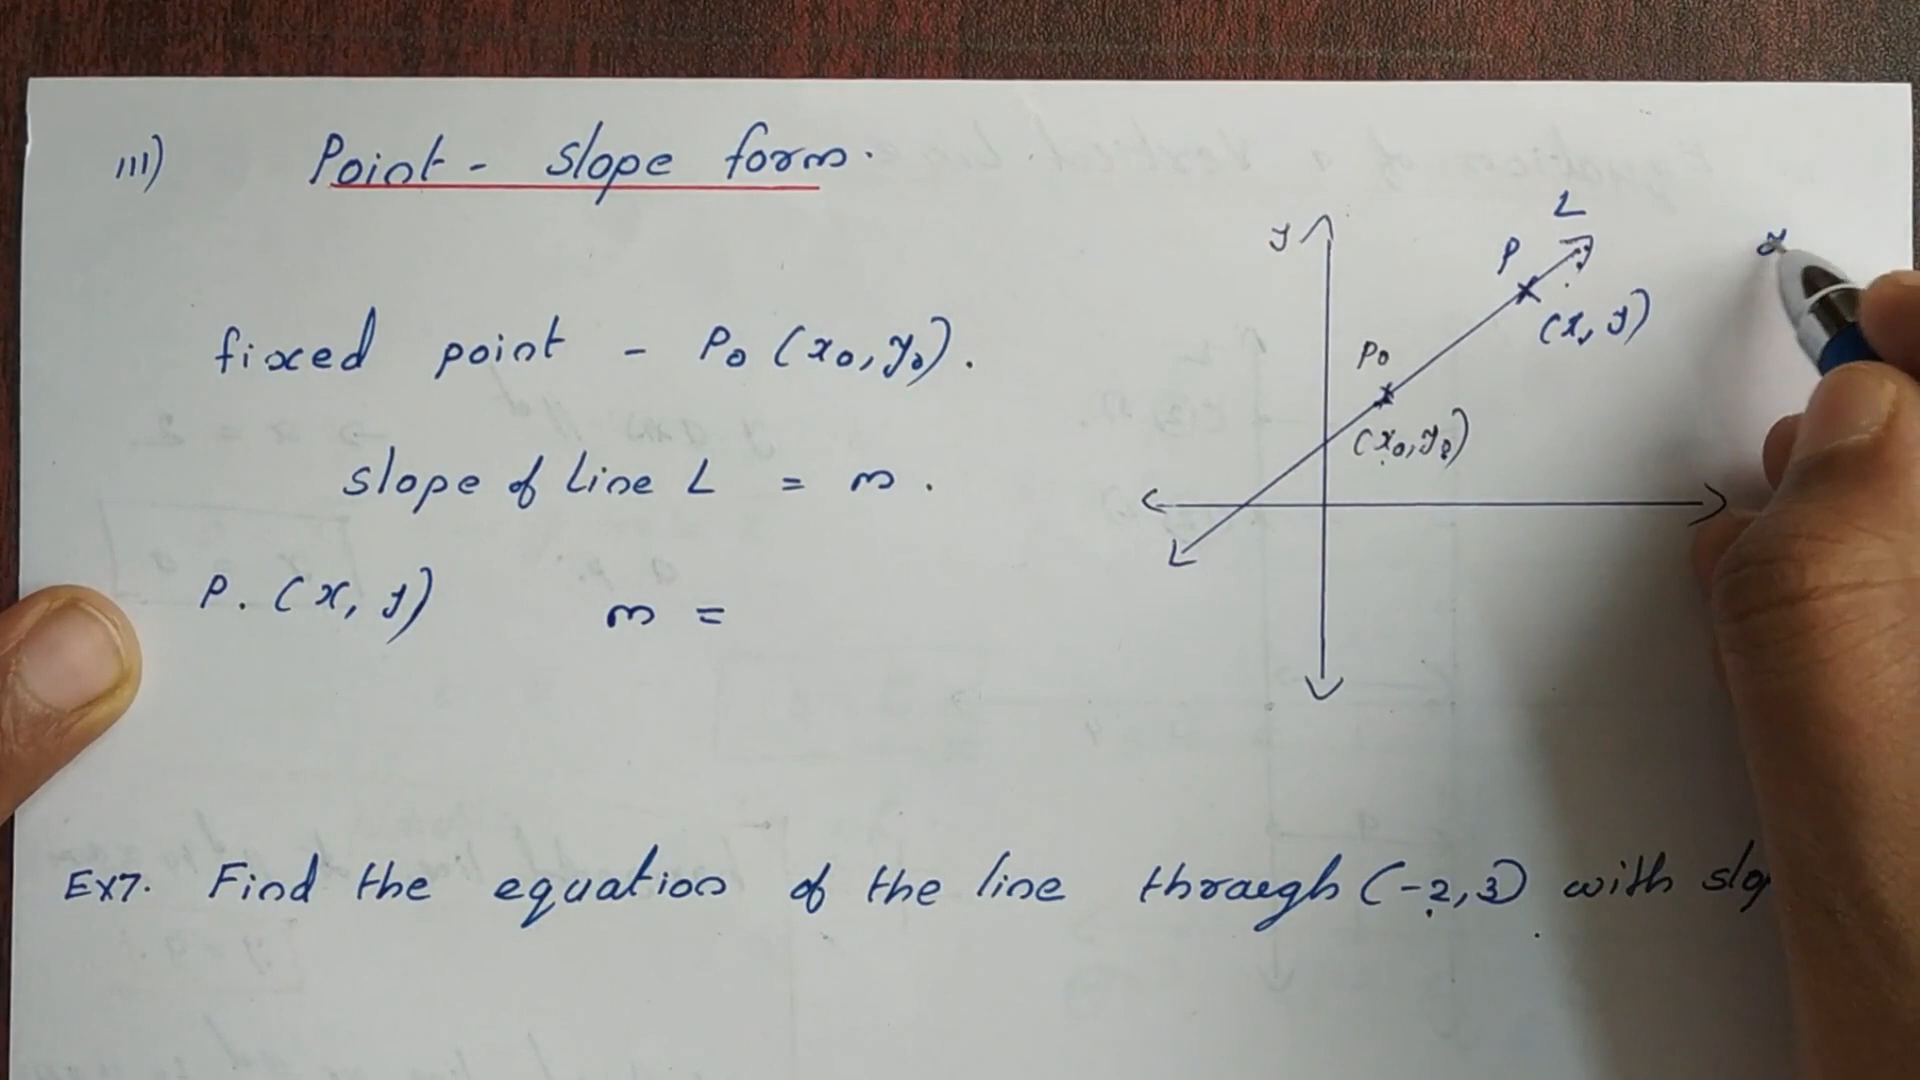 III) Point - slope form.
fixed point - P₀ (x₀, y₀).
slope of line L = m.
P. (x, y) m =
y
L
P
(x, y)
P₀
(x₀, y₀)
Ex7. Find the equation of the line through (-2, 3) with